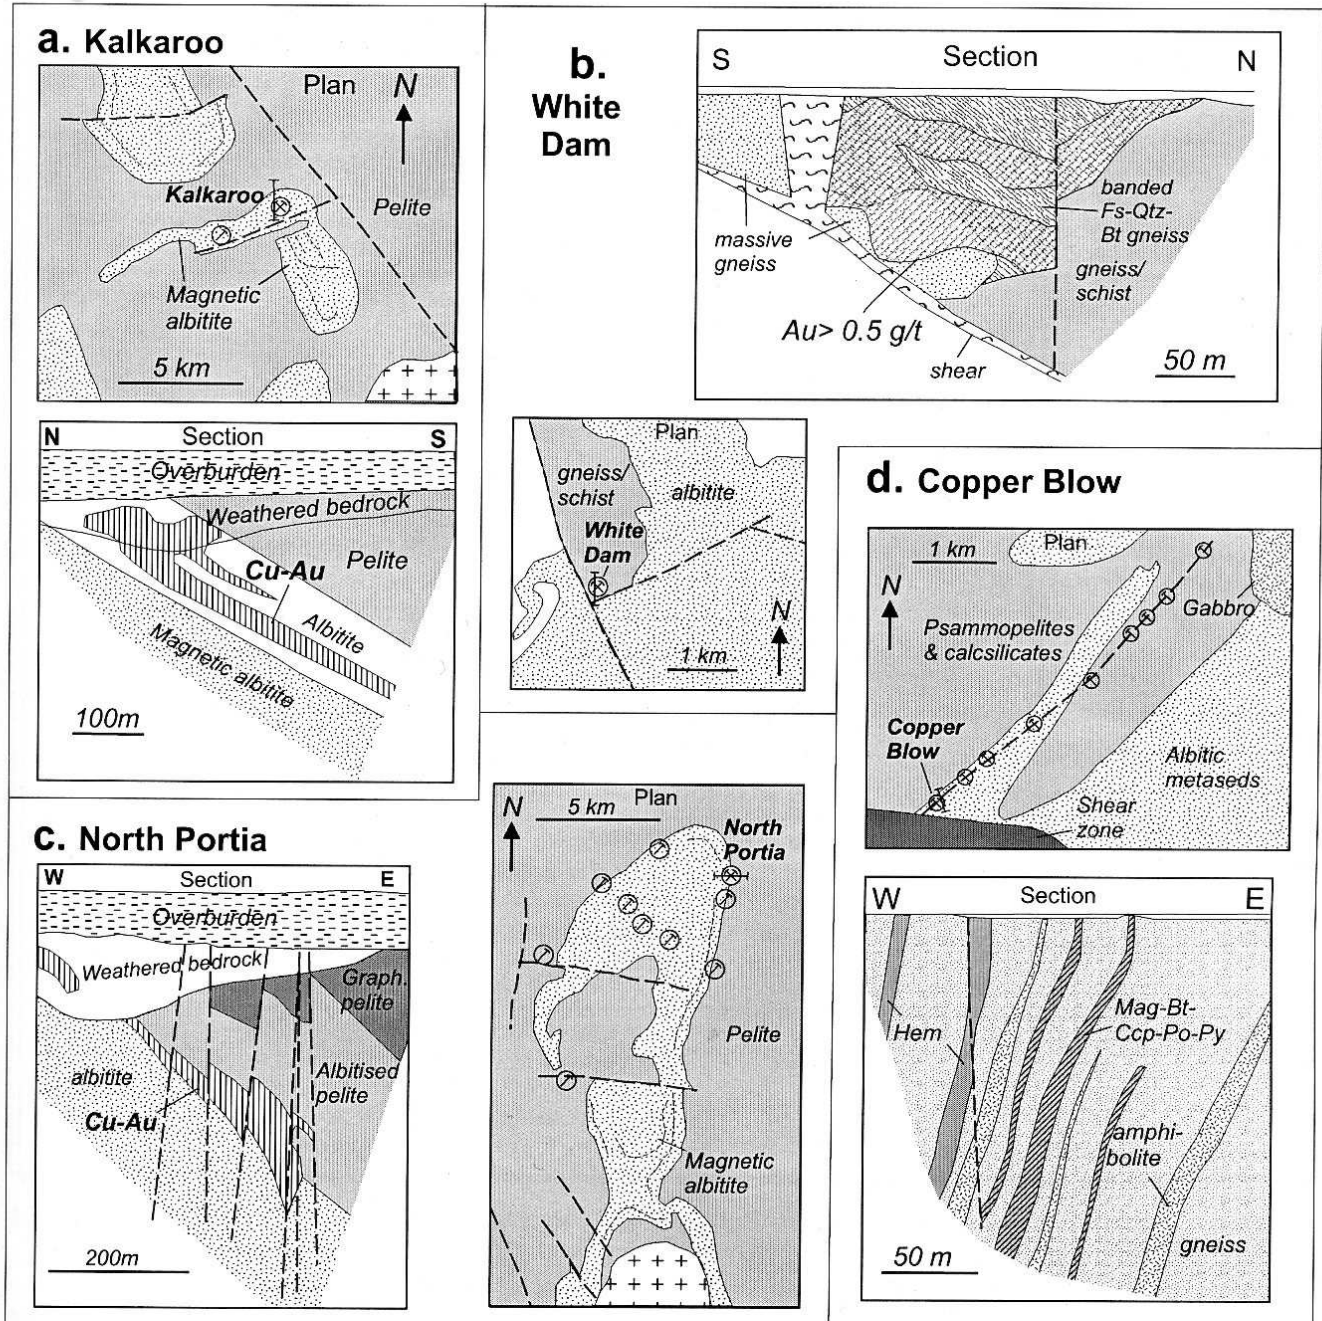 a. Kalkaroo
Plan
N
Kalkaroo
Pelite
Magnetic
albitite
5 km
N
Section
S
Overburden
Weathered bedrock
Cu-Au
Pelite
Albitite
Magnetic albitite
100m
b.
White
Dam
S
Section
N
massive
gneiss
banded
Fs-Qtz-
Bt gneiss
gneiss/
schist
Au> 0.5 g/t
shear
50 m
Plan
gneiss/
schist
albitite
White
Dam
N
1 km
c. North Portia
W
Section
E
Overburden
Weathered bedrock
Graph.
pelite
albitite
Albitised
pelite
Cu-Au
200m
Plan
N
5 km
North
Portia
Pelite
Magnetic
albitite
d. Copper Blow
1 km
Plan
N
Gabbro
Psammopelites
& calcsilicates
Copper
Blow
Albitic
metaseds
Shear
zone
W
Section
E
Hem
Mag-Bt-
Ccp-Po-Py
amphi-
bolite
gneiss
50 m